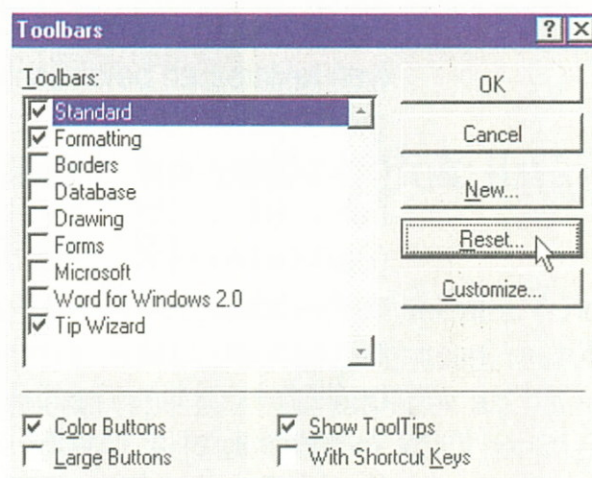 Toolbars
Toolbars:
Standard
Formatting
Borders
Database
Drawing
Forms
Microsoft
Word for Windows 2.0
Tip Wizard
OK
Cancel
New...
Reset...
Customize...
Color Buttons
Large Buttons
Show ToolTips
With Shortcut Keys